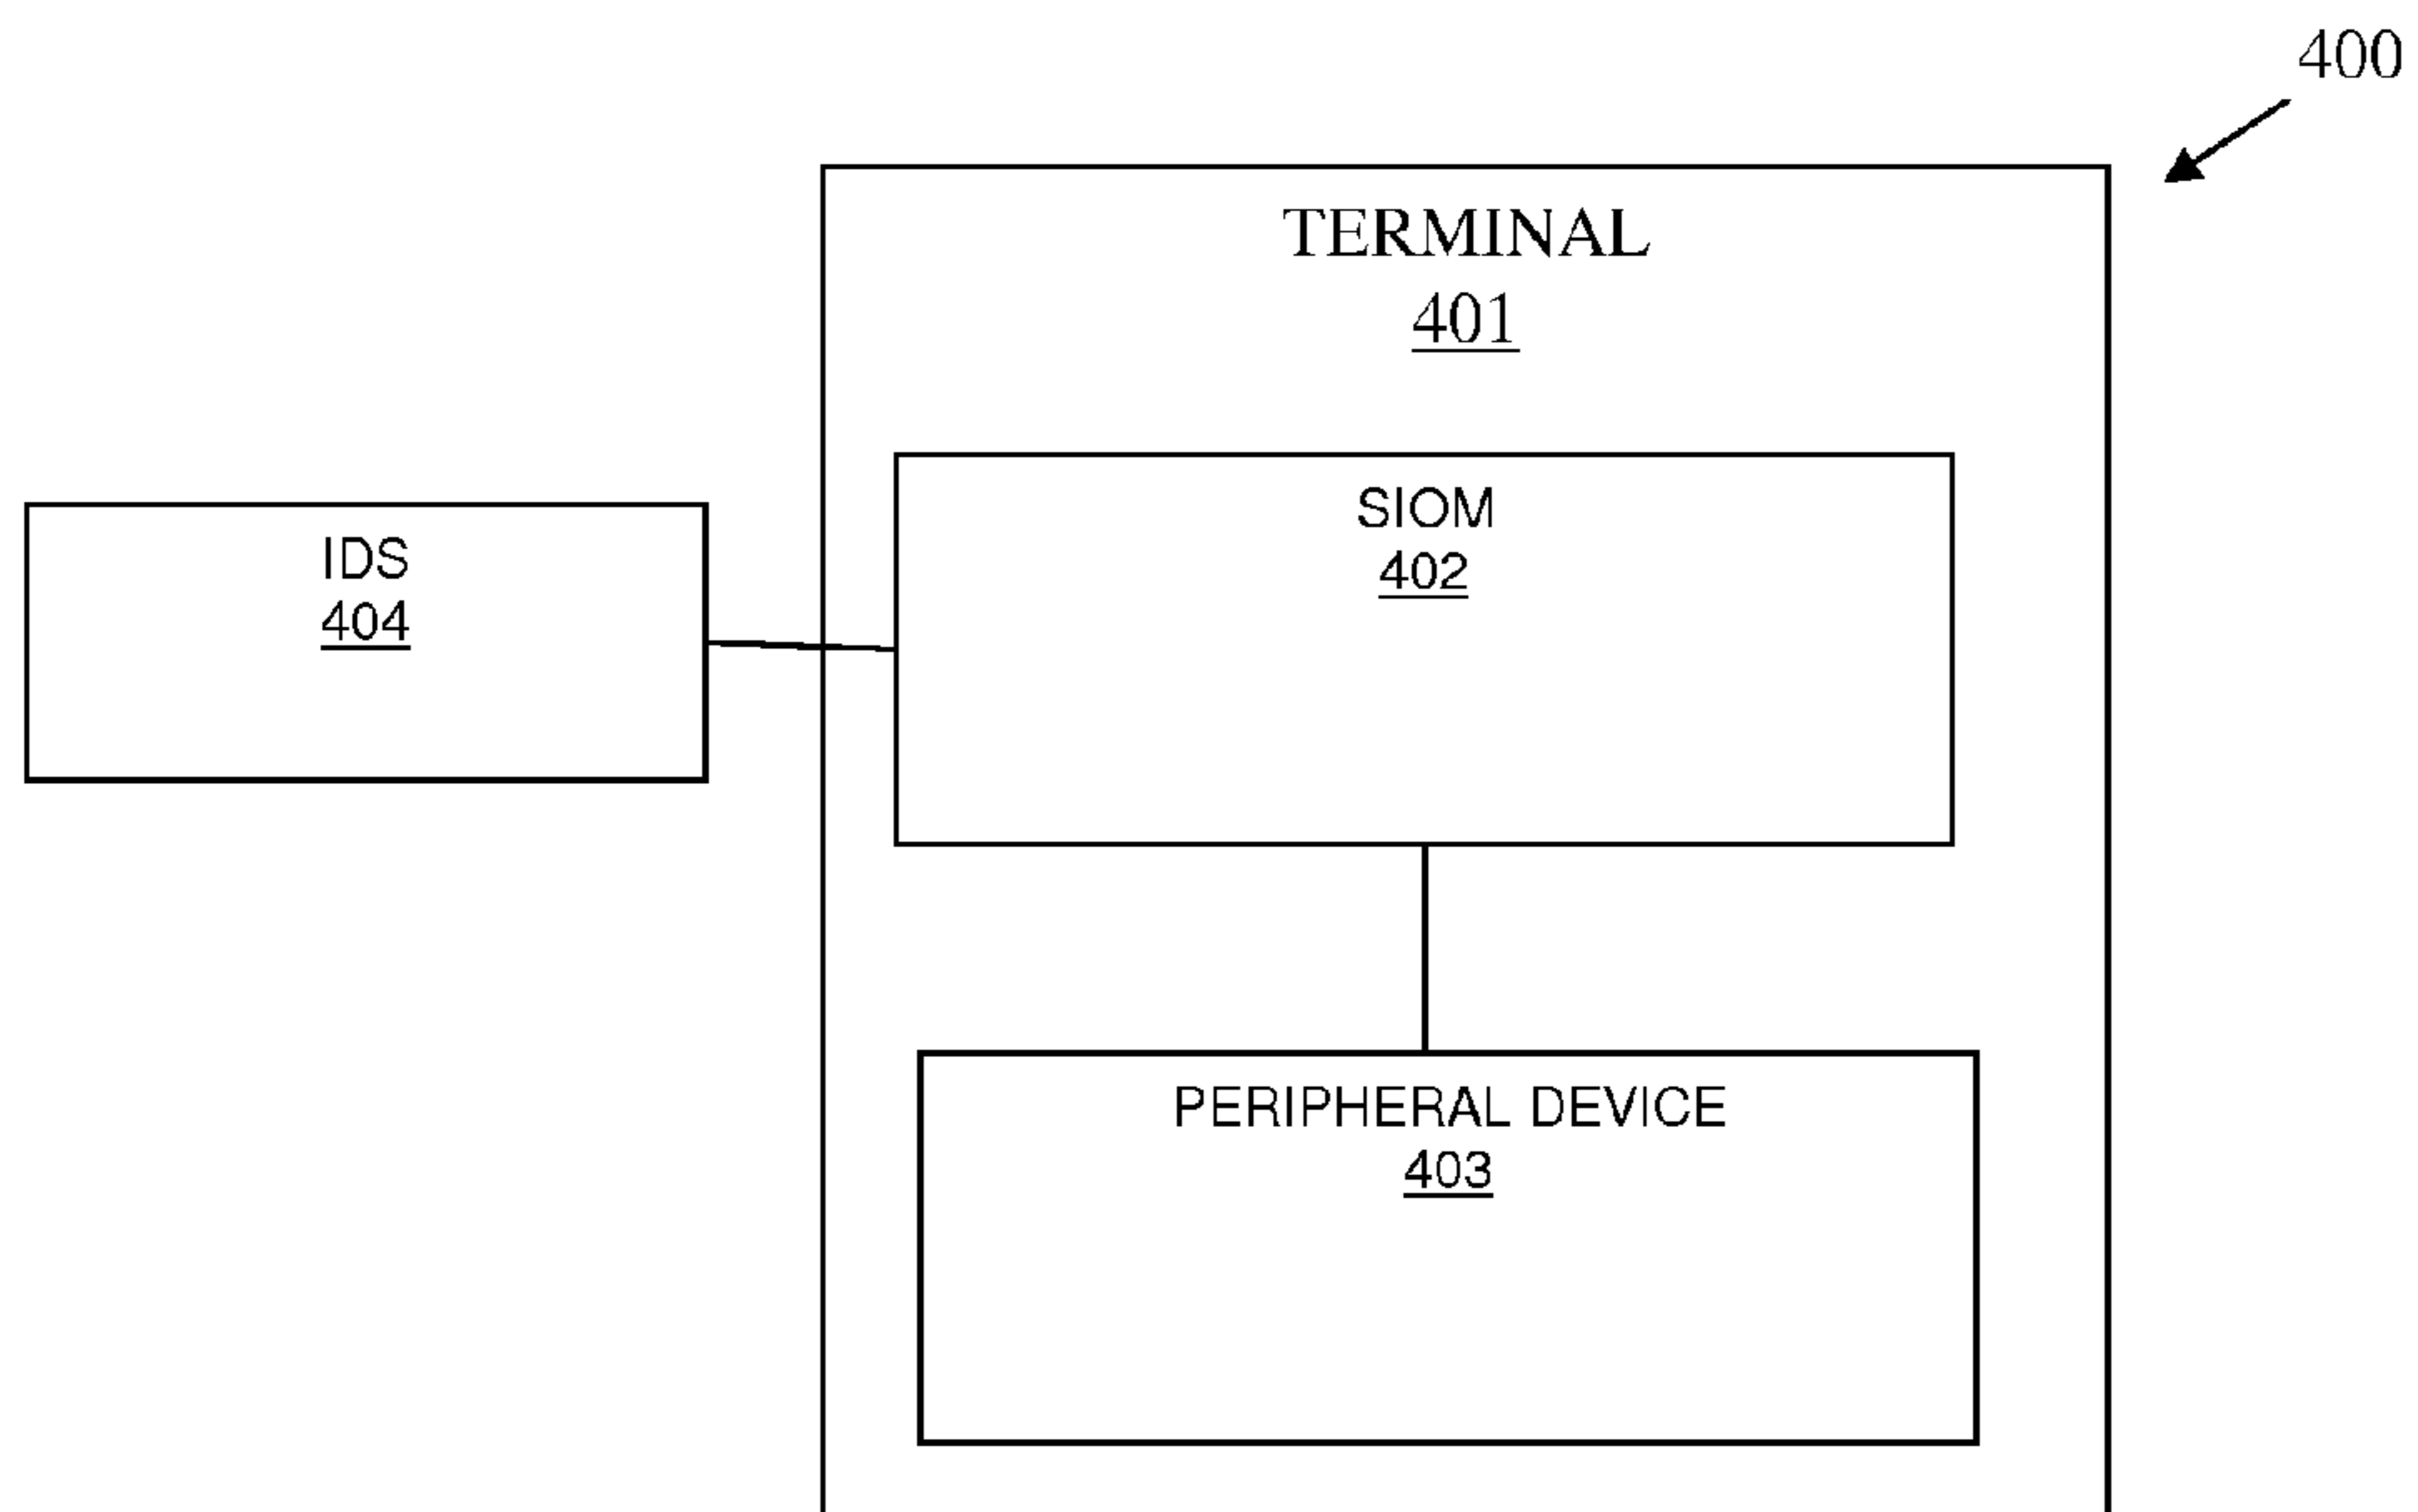 400
TERMINAL
401
SIOM
402
IDS
404
PERIPHERAL DEVICE
403